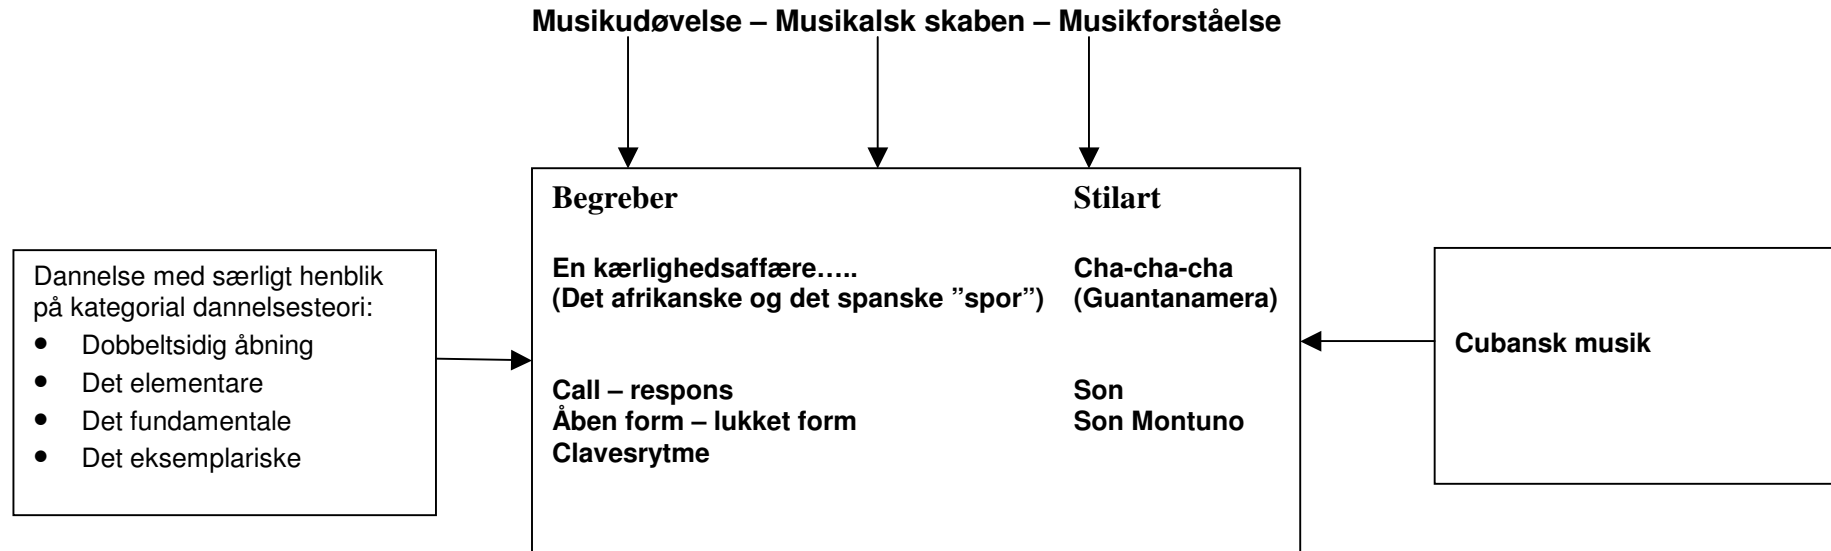 Musikudøvelse – Musikalsk skaben – Musikforståelse
Dannelse med særligt henblik
på kategorial dannelsesteori:
● Dobbeltsidig åbning
● Det elementare
● Det fundamentale
● Det eksemplariske
Begreber Stilart
En kærlighedsaffære..... Cha-cha-cha
(Det afrikanske og det spanske ”spor”) (Guantanamera)
Call – respons Son
Åben form – lukket form Son Montuno
Clavesrytme
Cubansk musik